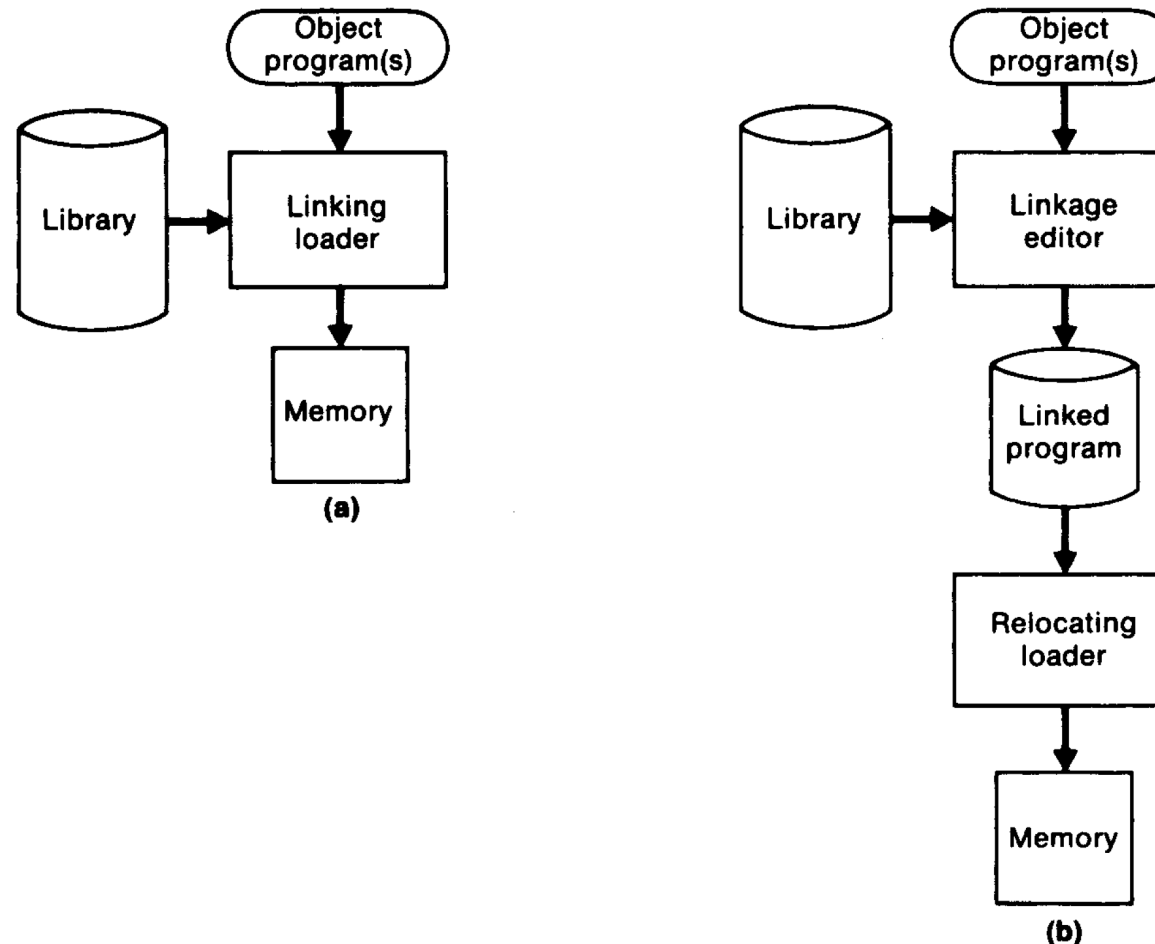 Object
program(s)
Library
Linking
loader
Memory
(a)
Object
program(s)
Library
Linkage
editor
Linked
program
Relocating
loader
Memory
(b)